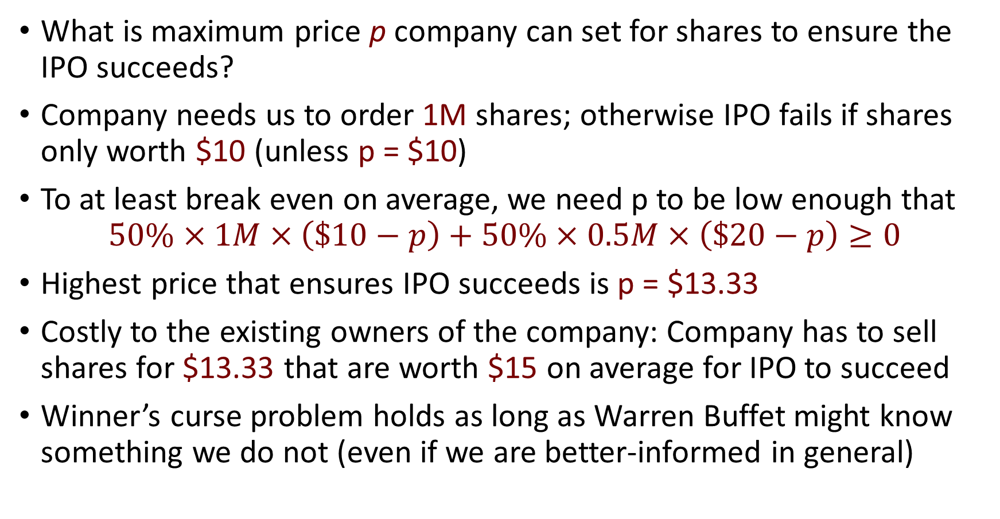 • What is maximum price p company can set for shares to ensure the
IPO succeeds?
• Company needs us to order 1M shares; otherwise IPO fails if shares
only worth $10 (unless p = $10)
• To at least break even on average, we need p to be low enough that
50% × 1M × ($10 − p) + 50% × 0.5M × ($20 − p) ≥ 0
• Highest price that ensures IPO succeeds is p = $13.33
• Costly to the existing owners of the company: Company has to sell
shares for $13.33 that are worth $15 on average for IPO to succeed
• Winner’s curse problem holds as long as Warren Buffet might know
something we do not (even if we are better-informed in general)